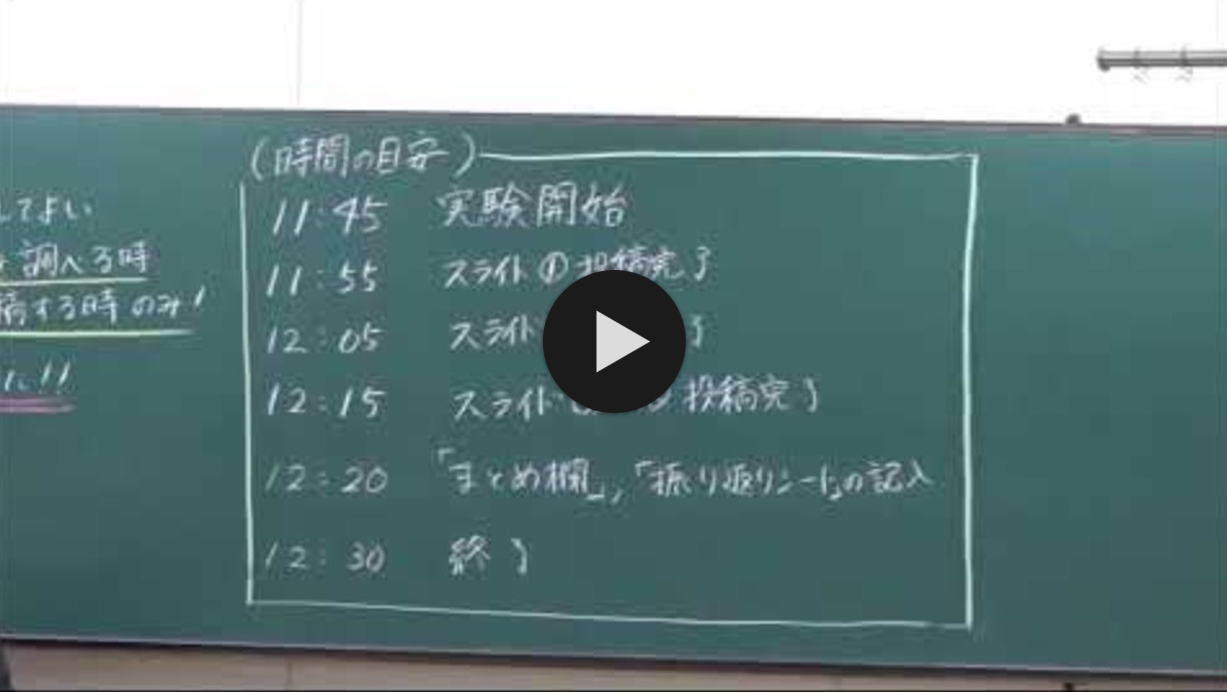 してよい
調べる時
稿する時のみ!
に!!
(時間の目安)
11:45 実験開始
11:55 スライド① 投稿完了
12:05 スライド 了
12:15 スライド 投稿完了
12:20 「まとめ欄」,「振り返りシート」の記入
12:30 終了